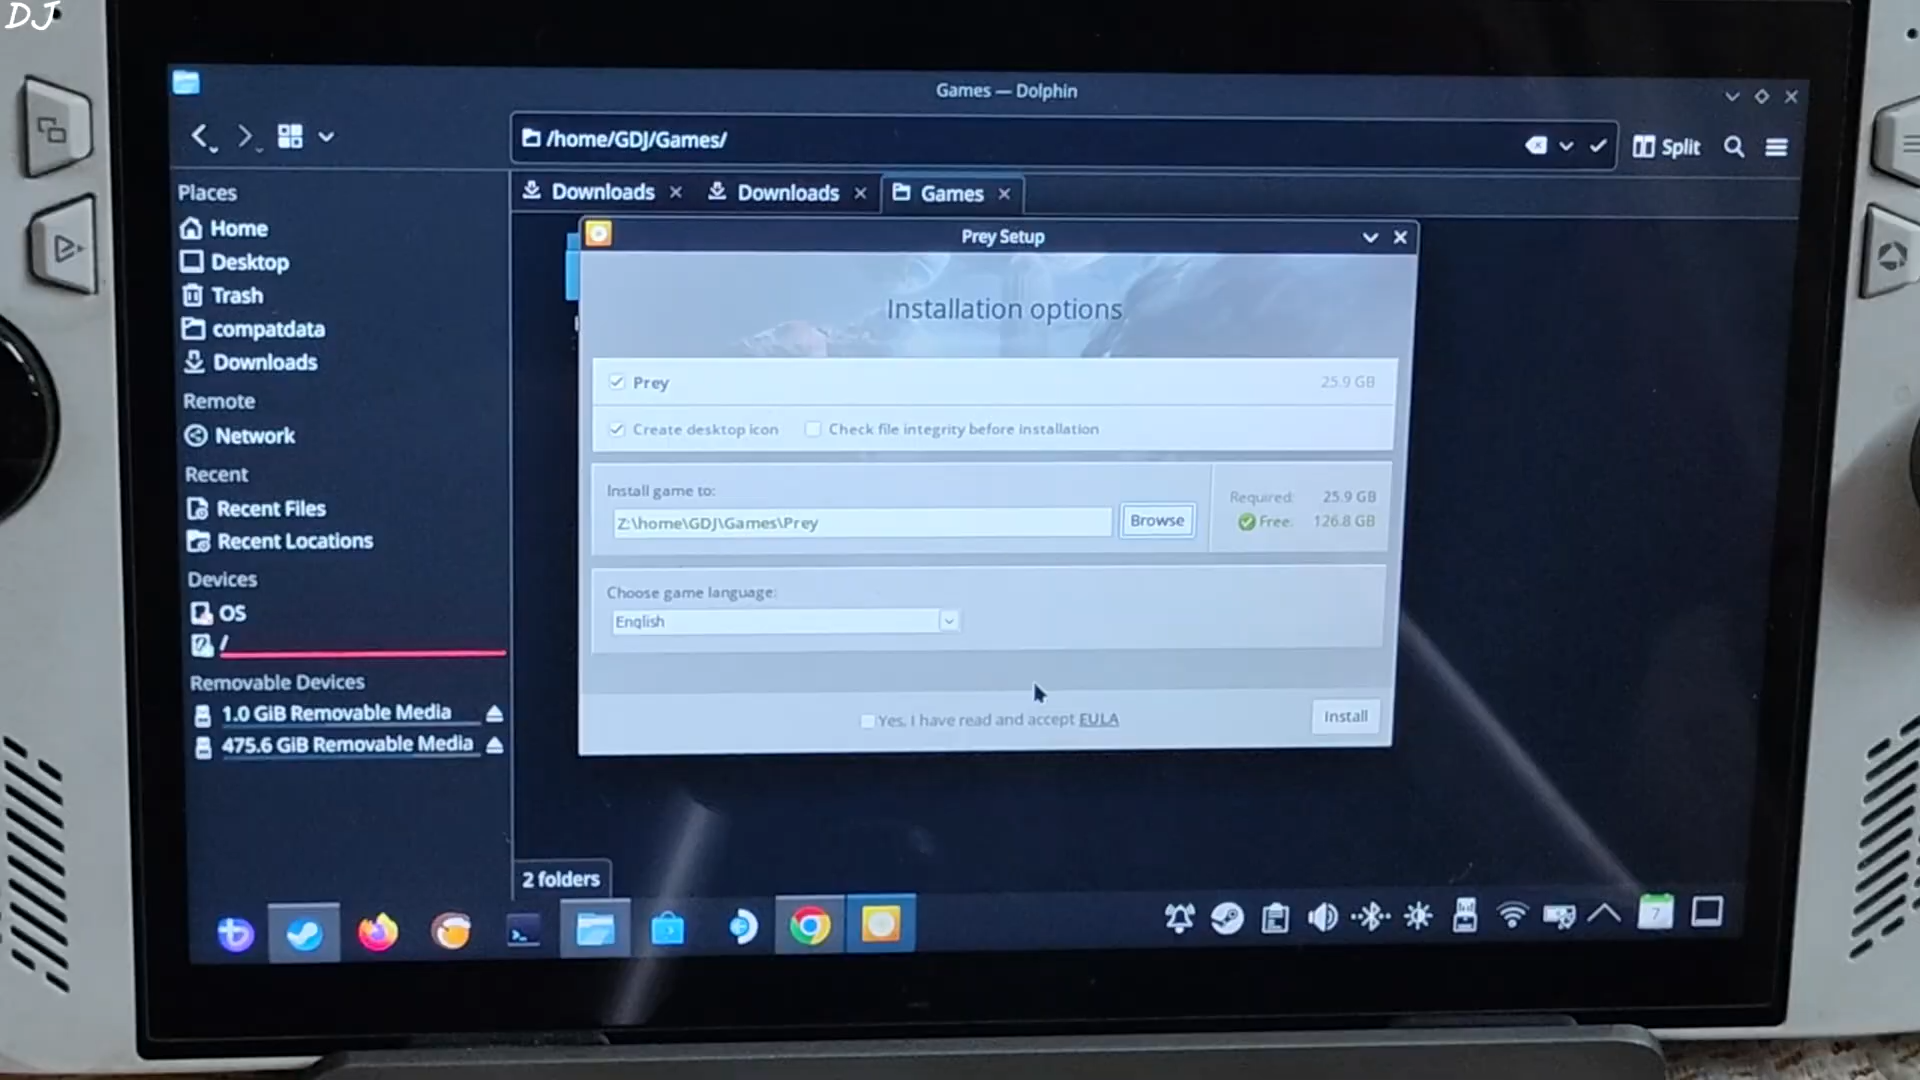 DJ
Games — Dolphin
/home/GDJ/Games/
Split
Places
Downloads
Downloads
Games
Home
Desktop
Trash
compatdata
Downloads
Remote
Network
Recent
Recent Files
Recent Locations
Devices
OS
/
Removable Devices
1.0 GiB Removable Media
475.6 GiB Removable Media
Prey Setup
Installation options
Prey
25.9 GB
Create desktop icon
Check file integrity before installation
Install game to:
Z:\home\GDJ\Games\Prey
Browse
Required: 25.9 GB
Free: 126.8 GB
Choose game language:
English
Yes, I have read and accept EULA
Install
2 folders
7